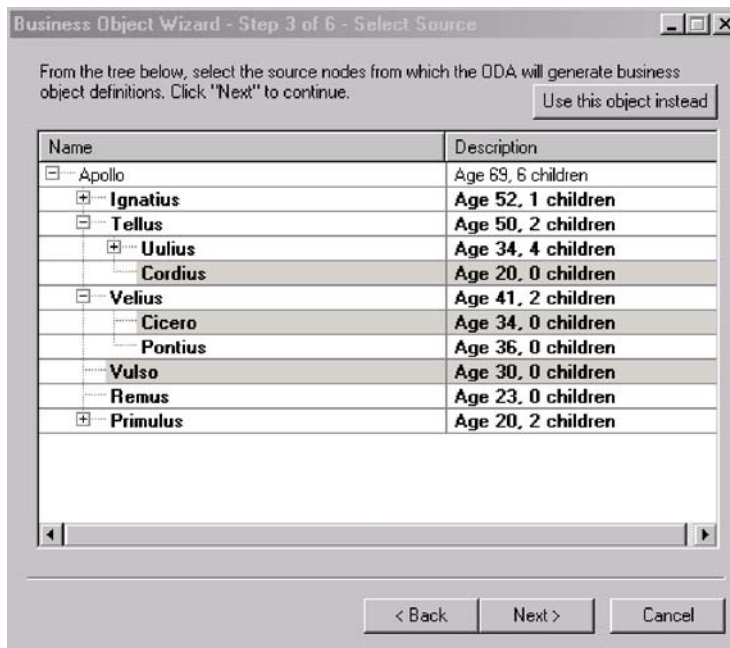 Business Object Wizard - Step 3 of 6 - Select Source
From the tree below, select the source nodes from which the ODA will generate business
object definitions. Click "Next" to continue.
Use this object instead
Name Description
Apollo Age 69, 6 children
Ignatius Age 52, 1 children
Tellus Age 50, 2 children
Uulius Age 34, 4 children
Cordius Age 20, 0 children
Velius Age 41, 2 children
Cicero Age 34, 0 children
Pontius Age 36, 0 children
Vulso Age 30, 0 children
Remus Age 23, 0 children
Primulus Age 20, 2 children
< Back Next > Cancel